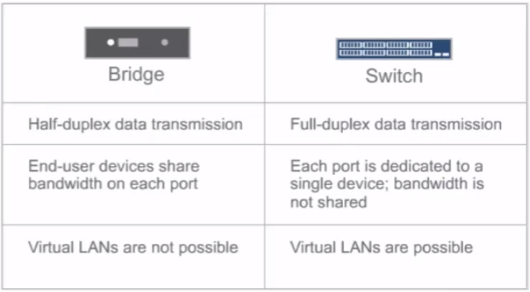 Bridge
Switch
Half-duplex data transmission
Full-duplex data transmission
End-user devices share
bandwidth on each port
Each port is dedicated to a
single device; bandwidth is
not shared
Virtual LANs are not possible
Virtual LANs are possible